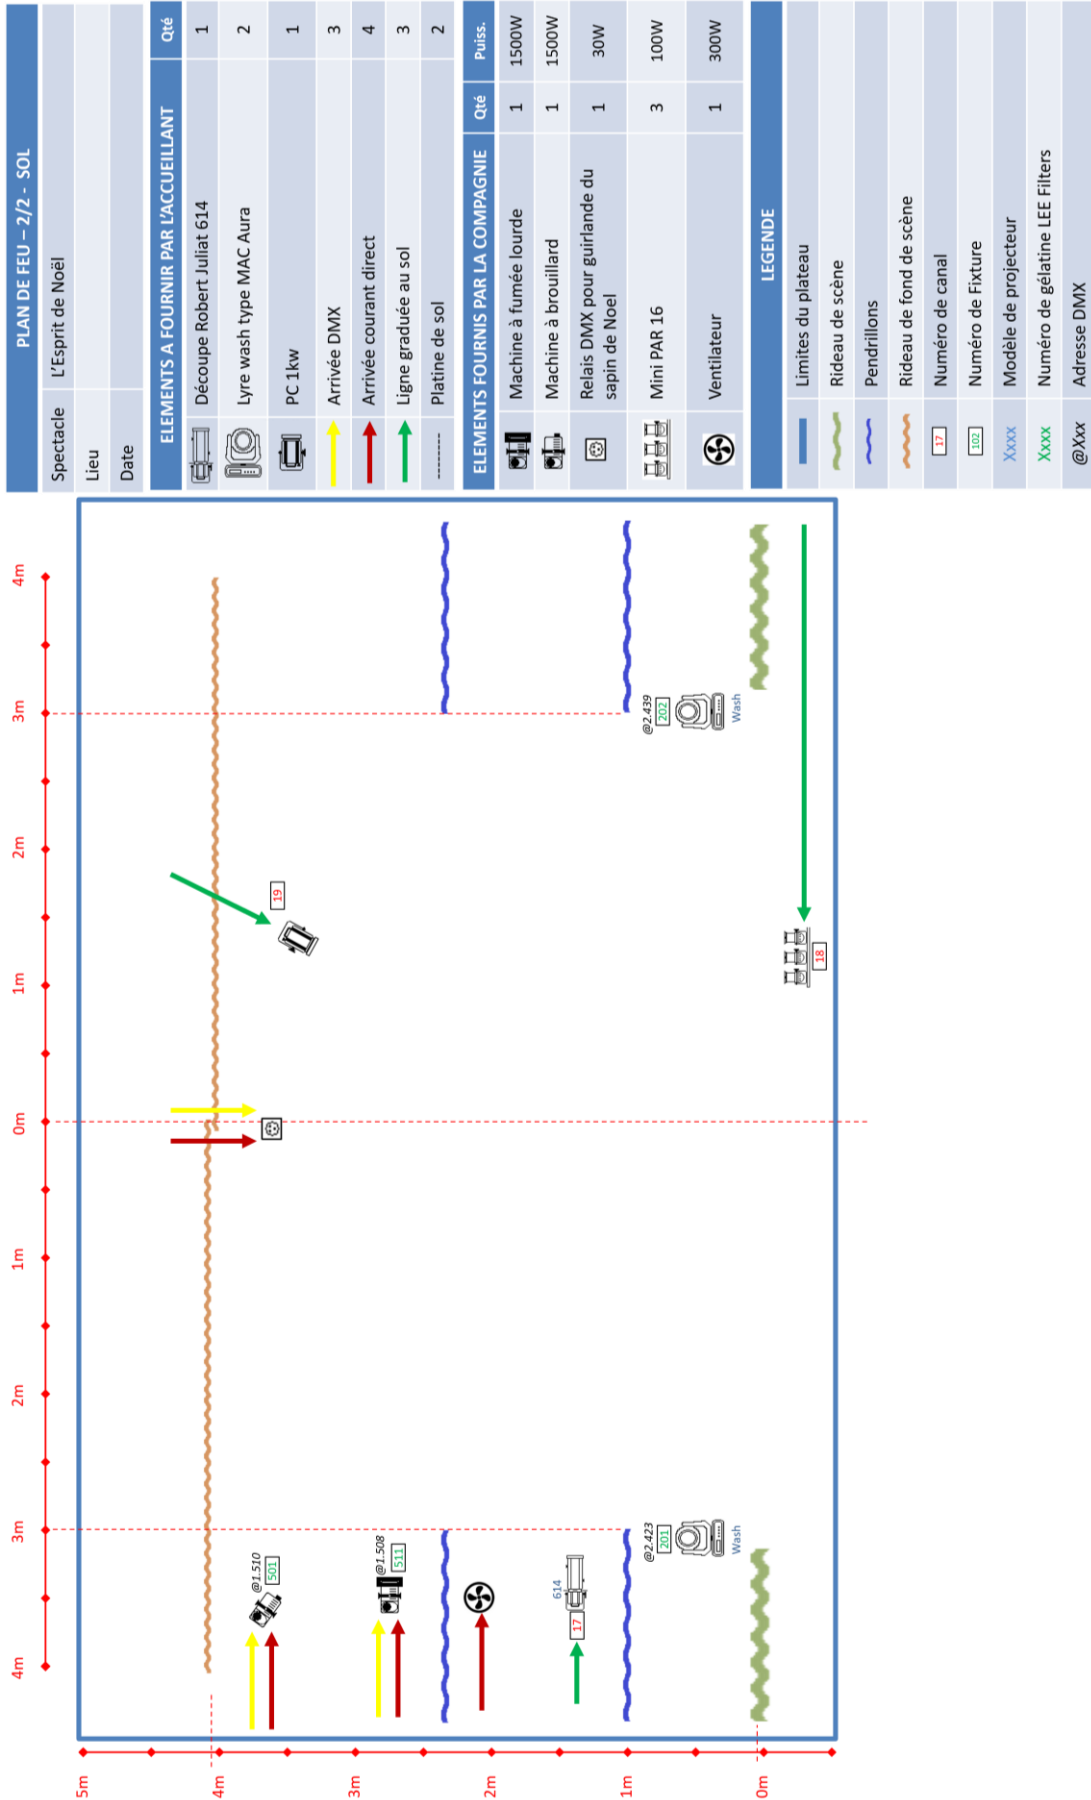 PLAN DE FEU – 2/2 - SOL
Spectacle L'Esprit de Noël
Lieu
Date
ELEMENTS A FOURNIR PAR L'ACCUEILLANT Qté
Découpe Robert Juliat 614 1
Lyre wash type MAC Aura 2
PC 1kw 1
Arrivée DMX 3
Arrivée courant direct 4
Ligne graduée au sol 3
Platine de sol 2
ELEMENTS FOURNIS PAR LA COMPAGNIE Qté Puiss.
Machine à fumée lourde 1 1500W
Machine à brouillard 1 1500W
Relais DMX pour guirlande du
sapin de Noel 1 30W
Mini PAR 16 3 100W
Ventilateur 1 300W
LEGENDE
Limites du plateau
Rideau de scène
Pendrillons
Rideau de fond de scène
17 Numéro de canal
102 Numéro de Fixture
Xxxx Modèle de projecteur
Xxxx Numéro de gélatine LEE Filters
@Xxx Adresse DMX
4m 3m 2m 1m 0m 1m 2m 3m 4m
5m
4m
3m
2m
1m
0m
@1.510
501
@1.508
511
614
17
@2.423
201
Wash
19
@2.439
202
Wash
18